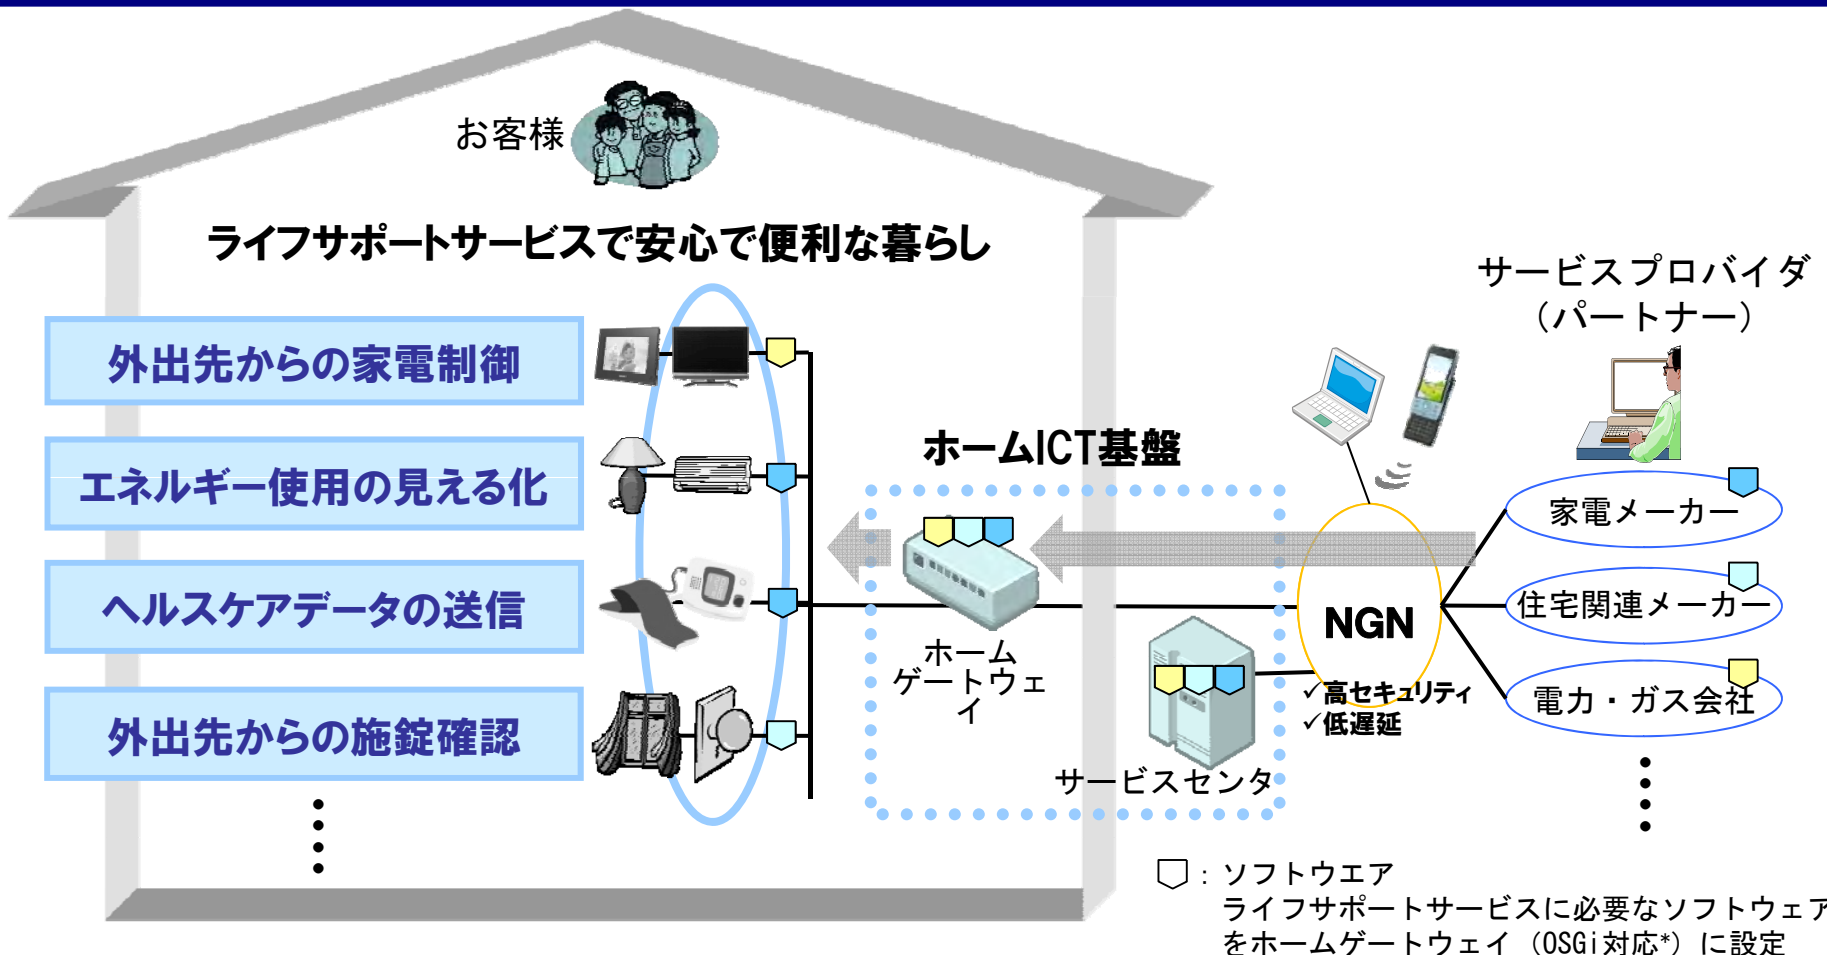 お客様
ライフサポートサービスで安心で便利な暮らし
外出先からの家電制御
エネルギー使用の見える化
ヘルスケアデータの送信
外出先からの施錠確認
ホームICT基盤
ホーム
ゲートウェ
イ
サービスセンタ
NGN
✓高セキュリティ
✓低遅延
サービスプロバイダ
(パートナー)
家電メーカー
住宅関連メーカー
電力・ガス会社
：ソフトウエア
ライフサポートサービスに必要なソフトウェア
をホームゲートウェイ（OSGi対応*）に設定